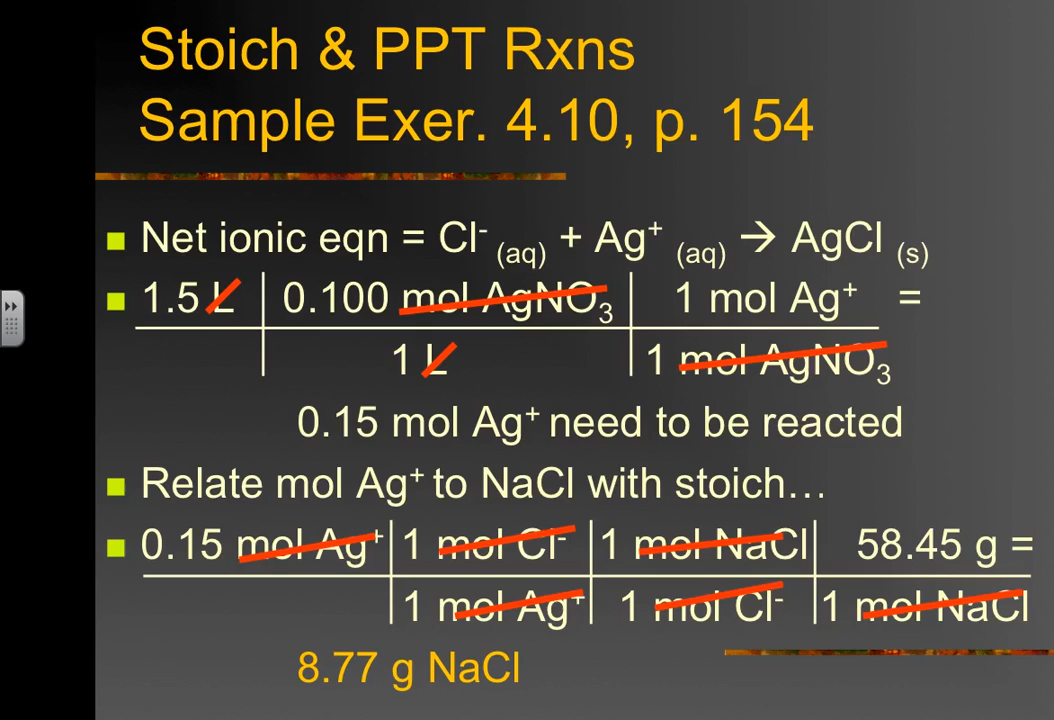 Stoich & PPT Rxns
Sample Exer. 4.10, p. 154
Net ionic eqn = Cl⁻ (aq) + Ag⁺ (aq) → AgCl (s)
1.5 L 0.100 mol AgNO₃ 1 mol Ag⁺ =
1 L 1 mol AgNO₃
0.15 mol Ag⁺ need to be reacted
Relate mol Ag⁺ to NaCl with stoich…
0.15 mol Ag⁺ 1 mol Cl⁻ 1 mol NaCl 58.45 g =
1 mol Ag⁺ 1 mol Cl⁻ 1 mol NaCl
8.77 g NaCl